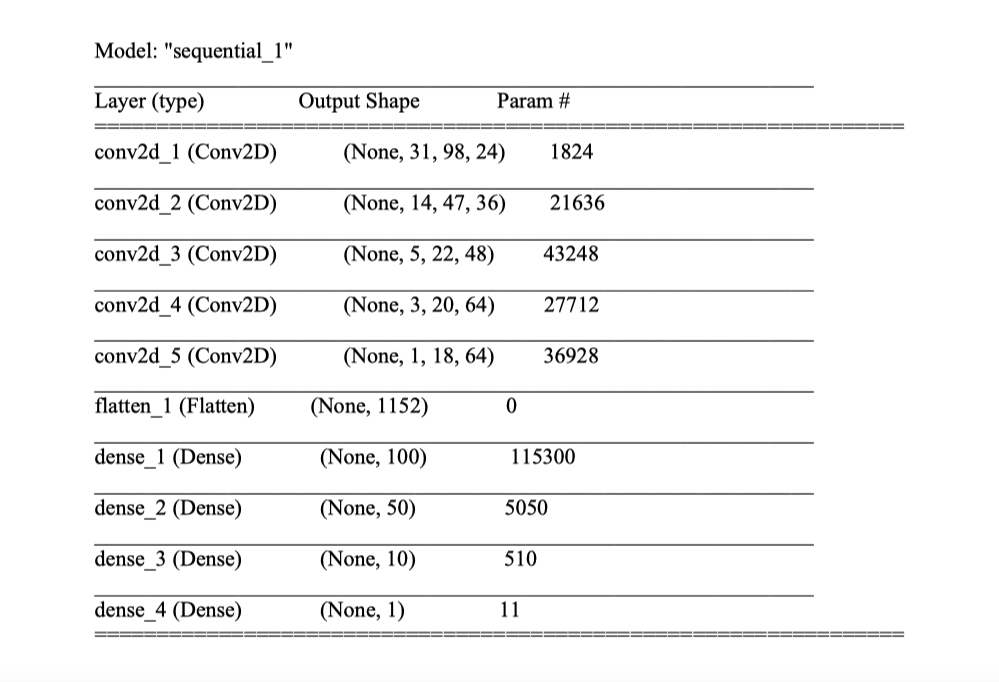 Model: "sequential_1"
Layer (type) Output Shape Param #
conv2d_1 (Conv2D) (None, 31, 98, 24) 1824
conv2d_2 (Conv2D) (None, 14, 47, 36) 21636
conv2d_3 (Conv2D) (None, 5, 22, 48) 43248
conv2d_4 (Conv2D) (None, 3, 20, 64) 27712
conv2d_5 (Conv2D) (None, 1, 18, 64) 36928
flatten_1 (Flatten) (None, 1152) 0
dense_1 (Dense) (None, 100) 115300
dense_2 (Dense) (None, 50) 5050
dense_3 (Dense) (None, 10) 510
dense_4 (Dense) (None, 1) 11